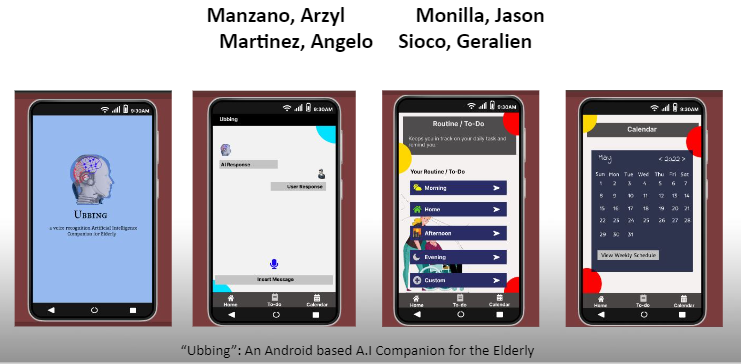 Manzano, Arzyl Monilla, Jason
Martinez, Angelo Sioco, Geralien
9:30AM
UBBING
a voice recognition Artificial Intelligence
Companion for Elderly
9:30AM
Ubbing
AI Response
User Response
Insert Message
Home To-do Calendar
9:30AM
Routine / To-Do
Keeps you in track on your daily task and
remind you
Your Routine / To-Do
Morning
Home
Afternoon
Evening
Custom
Home To-do Calendar
9:30AM
Calendar
May < 2022 >
Sun Mon Tue Wed Thu Fri Sat
1 2 3 4 5 6 7
8 9 10 11 12 13 14
15 16 17 18 19 20 21
22 23 24 25 26 27 28
29 30 31
View Weekly Schedule
Home To-do Calendar
“Ubbing”: An Android based A.I Companion for the Elderly